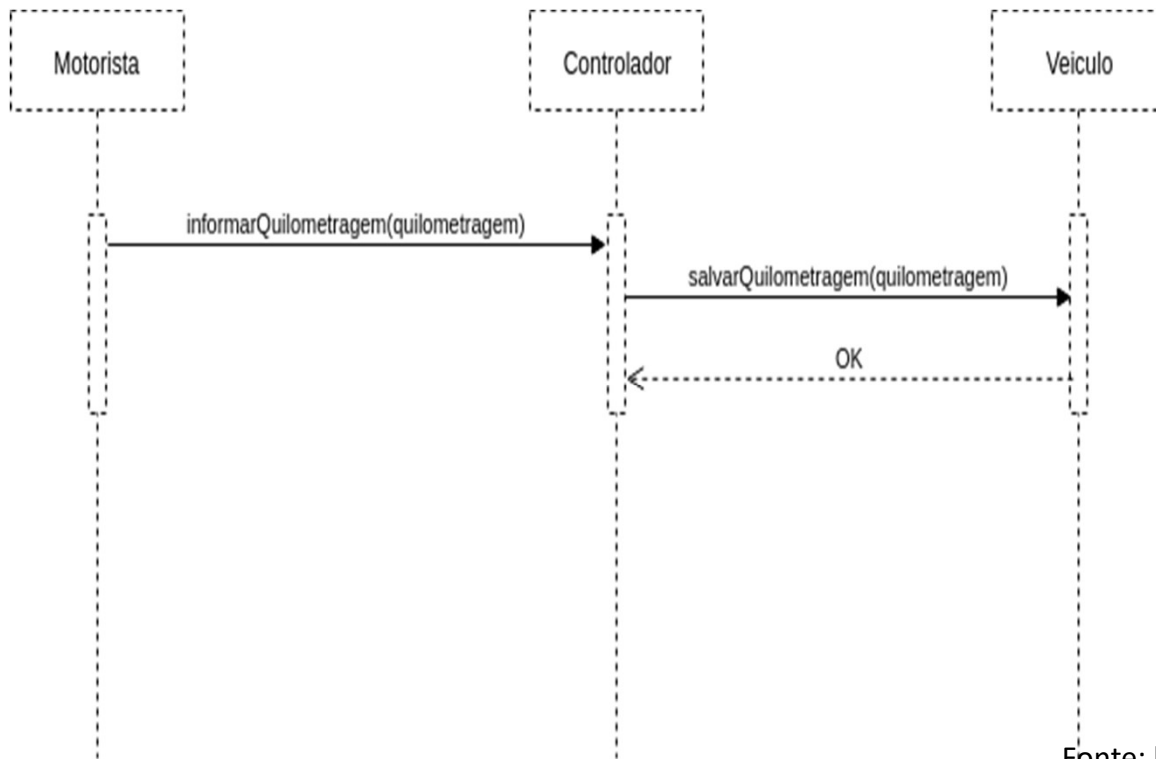 Motorista
Controlador
Veiculo
informarQuilometragem(quilometragem)
salvarQuilometragem(quilometragem)
OK
Fonte: